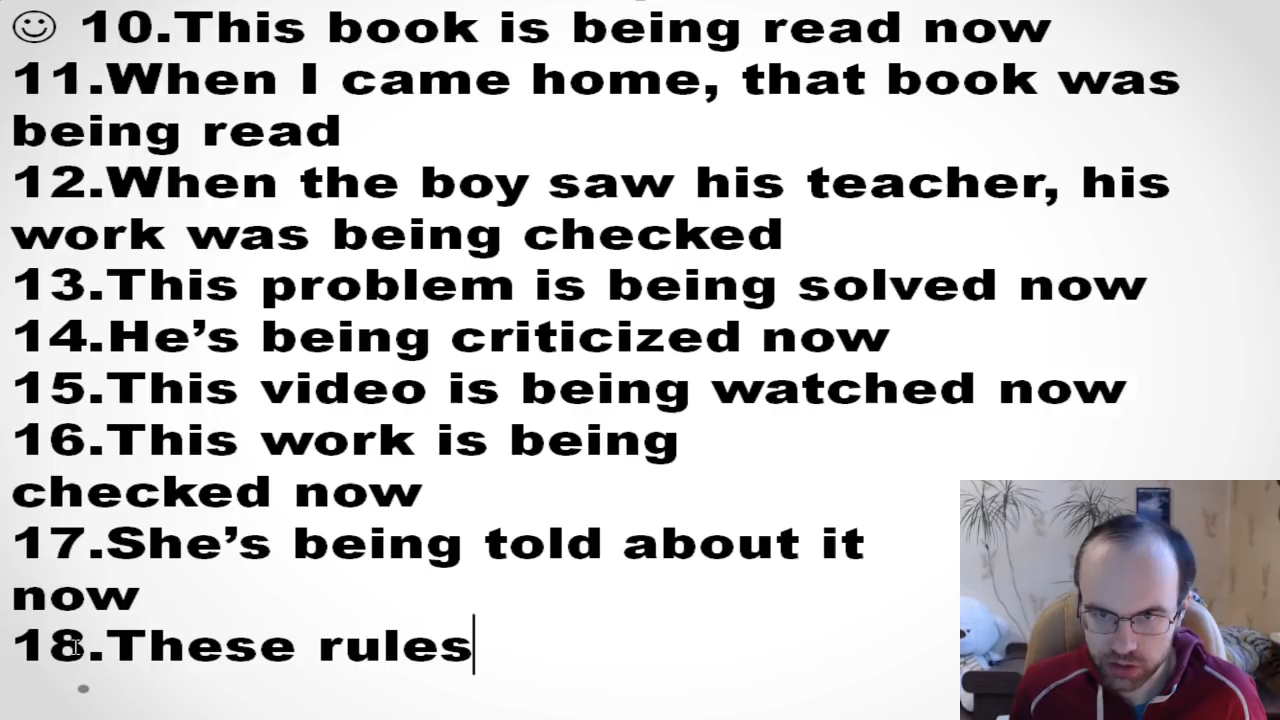 ☺ 10.This book is being read now
11.When I came home, that book was
being read
12.When the boy saw his teacher, his
work was being checked
13.This problem is being solved now
14.He’s being criticized now
15.This video is being watched now
16.This work is being
checked now
17.She’s being told about it
now
18.These rules